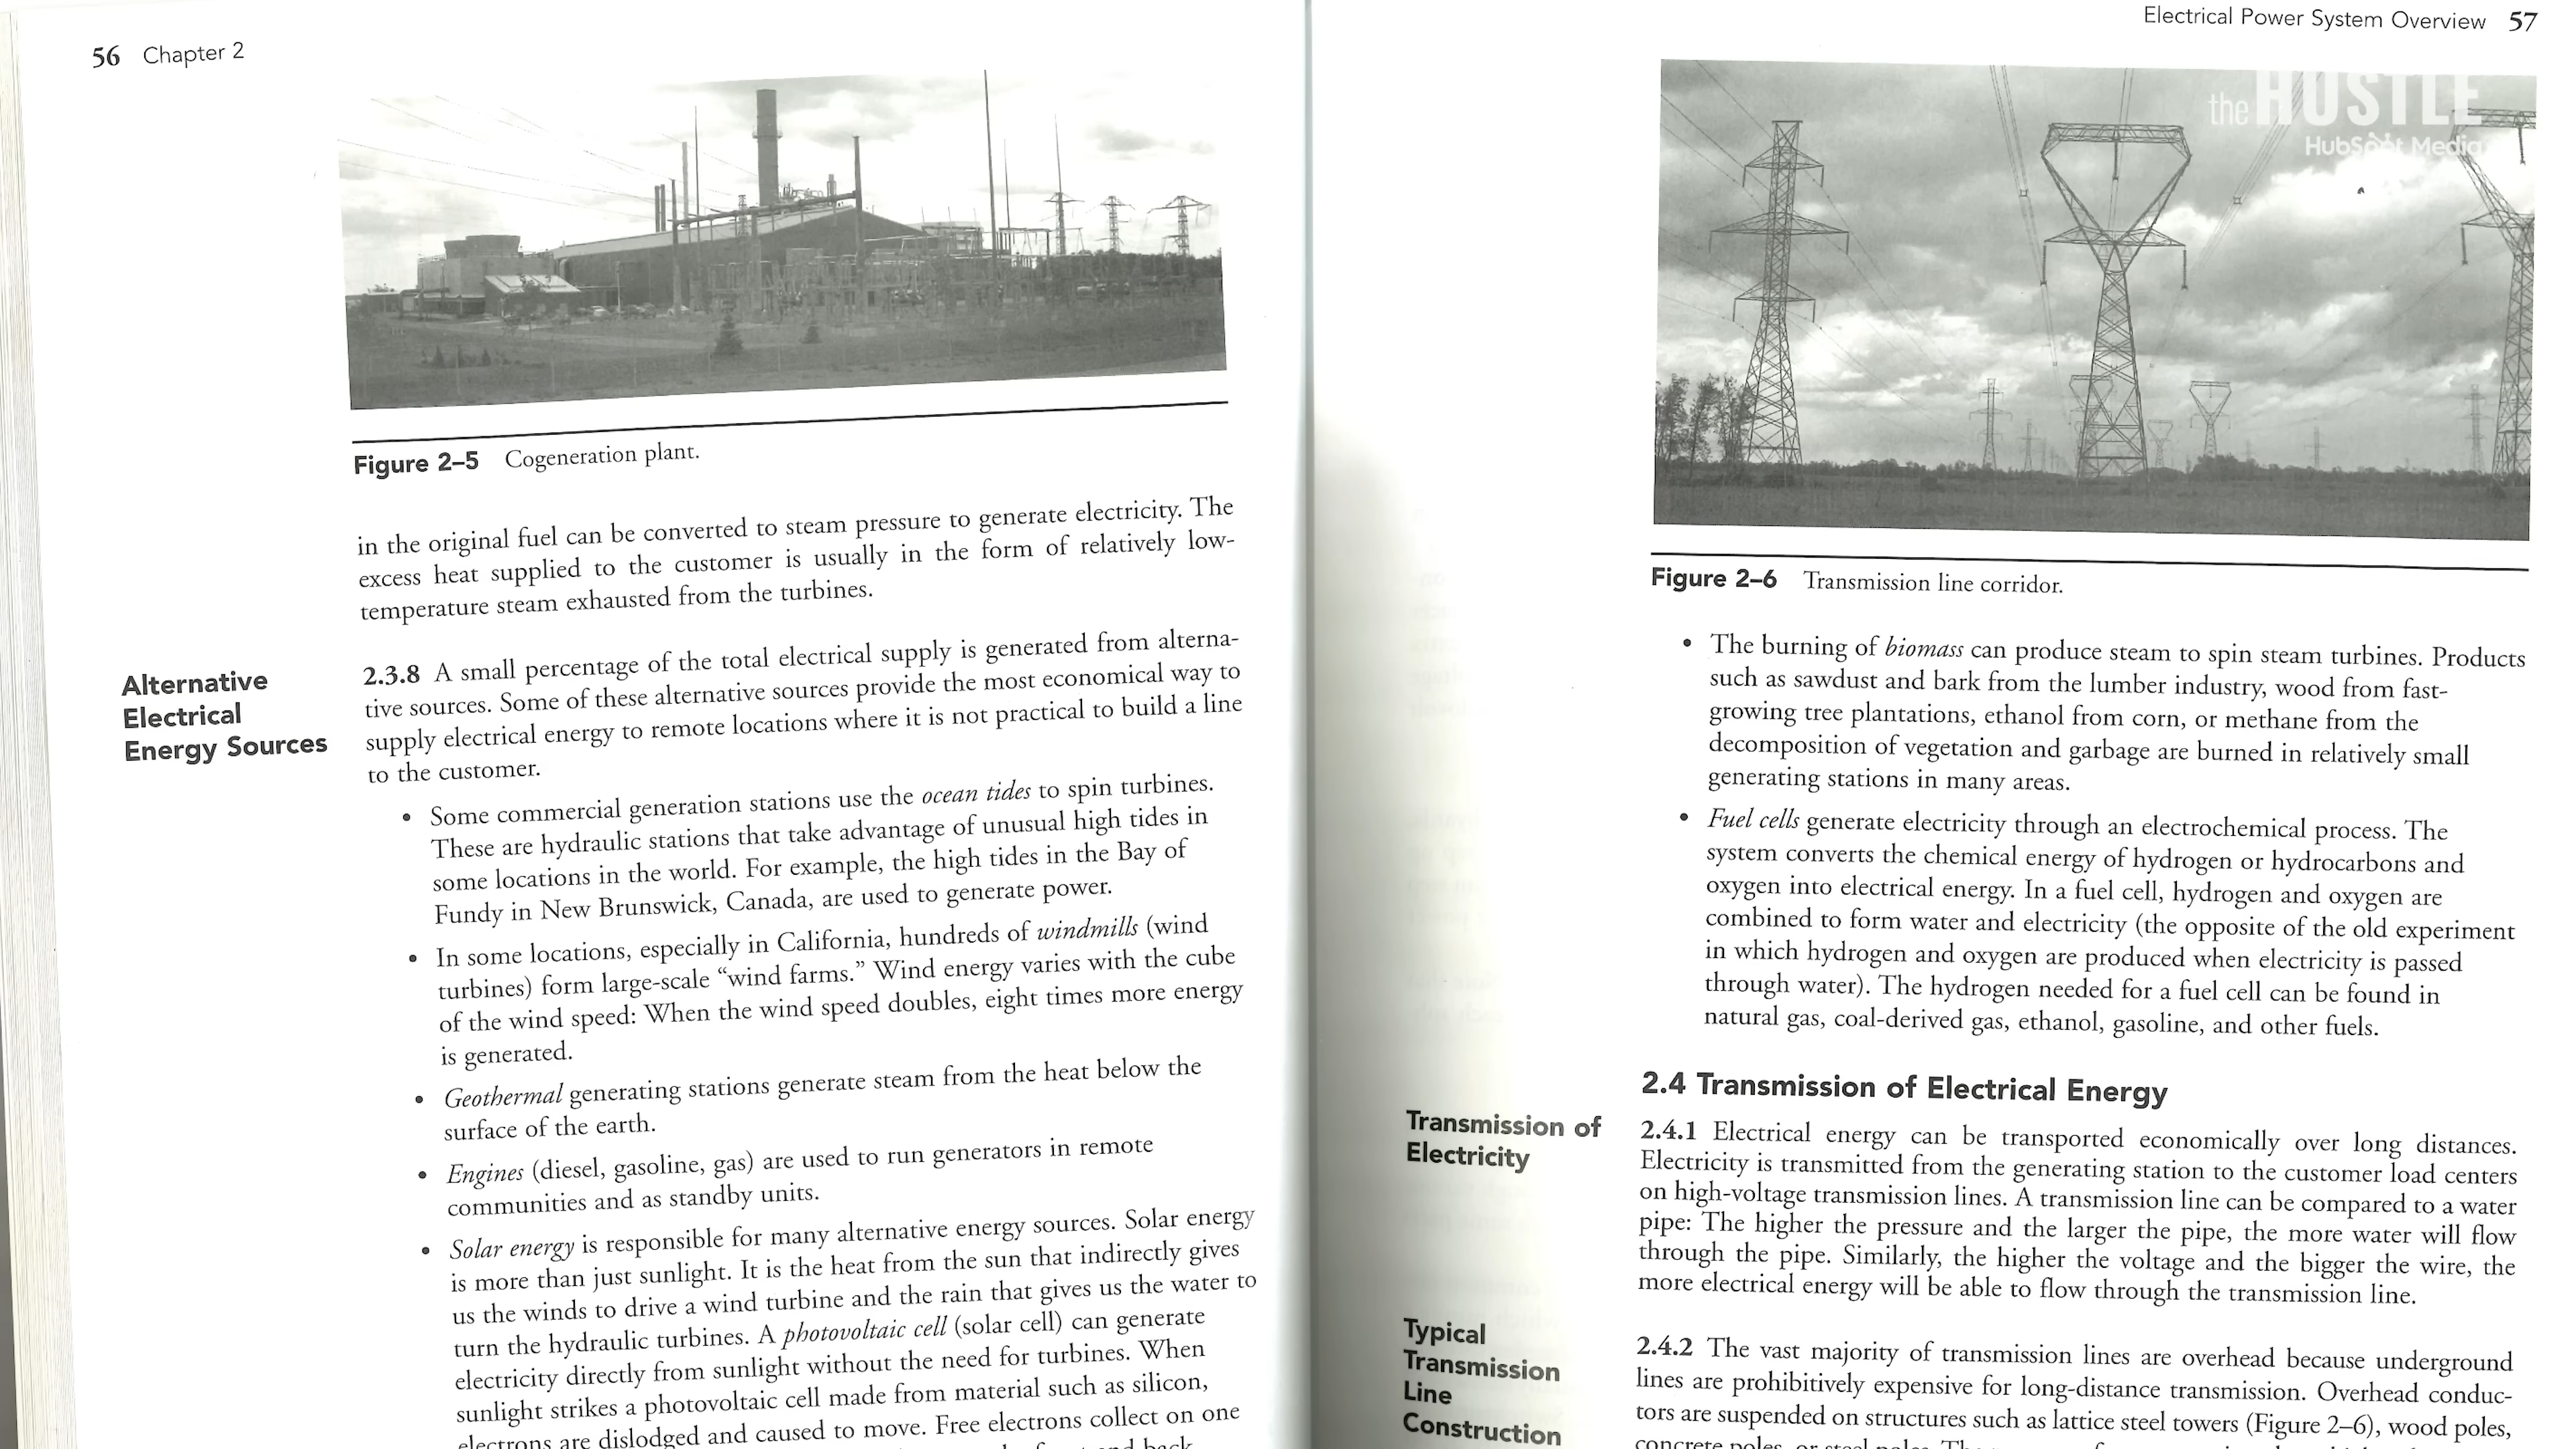 56 Chapter 2
Figure 2–5 Cogeneration plant.
in the original fuel can be converted to steam pressure to generate electricity. The
excess heat supplied to the customer is usually in the form of relatively low-
temperature steam exhausted from the turbines.
Alternative
Electrical
Energy Sources
2.3.8 A small percentage of the total electrical supply is generated from alterna-
tive sources. Some of these alternative sources provide the most economical way to
supply electrical energy to remote locations where it is not practical to build a line
to the customer.
• Some commercial generation stations use the ocean tides to spin turbines.
These are hydraulic stations that take advantage of unusual high tides in
some locations in the world. For example, the high tides in the Bay of
Fundy in New Brunswick, Canada, are used to generate power.
• In some locations, especially in California, hundreds of windmills (wind
turbines) form large-scale “wind farms.” Wind energy varies with the cube
of the wind speed: When the wind speed doubles, eight times more energy
is generated.
• Geothermal generating stations generate steam from the heat below the
surface of the earth.
• Engines (diesel, gasoline, gas) are used to run generators in remote
communities and as standby units.
• Solar energy is responsible for many alternative energy sources. Solar energy
is more than just sunlight. It is the heat from the sun that indirectly gives
us the winds to drive a wind turbine and the rain that gives us the water to
turn the hydraulic turbines. A photovoltaic cell (solar cell) can generate
electricity directly from sunlight without the need for turbines. When
sunlight strikes a photovoltaic cell made from material such as silicon,
electrons are dislodged and caused to move. Free electrons collect on one
Electrical Power System Overview 57
the HUSTLE
HubSpot Media
Figure 2–6 Transmission line corridor.
• The burning of biomass can produce steam to spin steam turbines. Products
such as sawdust and bark from the lumber industry, wood from fast-
growing tree plantations, ethanol from corn, or methane from the
decomposition of vegetation and garbage are burned in relatively small
generating stations in many areas.
• Fuel cells generate electricity through an electrochemical process. The
system converts the chemical energy of hydrogen or hydrocarbons and
oxygen into electrical energy. In a fuel cell, hydrogen and oxygen are
combined to form water and electricity (the opposite of the old experiment
in which hydrogen and oxygen are produced when electricity is passed
through water). The hydrogen needed for a fuel cell can be found in
natural gas, coal-derived gas, ethanol, gasoline, and other fuels.
2.4 Transmission of Electrical Energy
Transmission of
Electricity
2.4.1 Electrical energy can be transported economically over long distances.
Electricity is transmitted from the generating station to the customer load centers
on high-voltage transmission lines. A transmission line can be compared to a water
pipe: The higher the pressure and the larger the pipe, the more water will flow
through the pipe. Similarly, the higher the voltage and the bigger the wire, the
more electrical energy will be able to flow through the transmission line.
Typical
Transmission
Line
Construction
2.4.2 The vast majority of transmission lines are overhead because underground
lines are prohibitively expensive for long-distance transmission. Overhead conduc-
tors are suspended on structures such as lattice steel towers (Figure 2–6), wood poles,